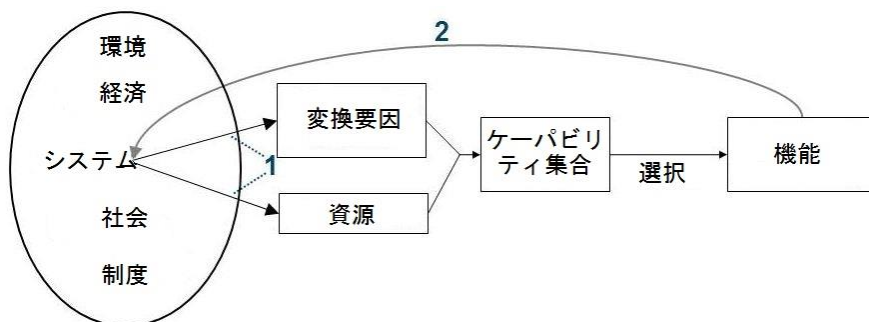 環境
経済
システム
社会
制度
1
2
変換要因
資源
ケーパビリ
ティ集合
選択
機能